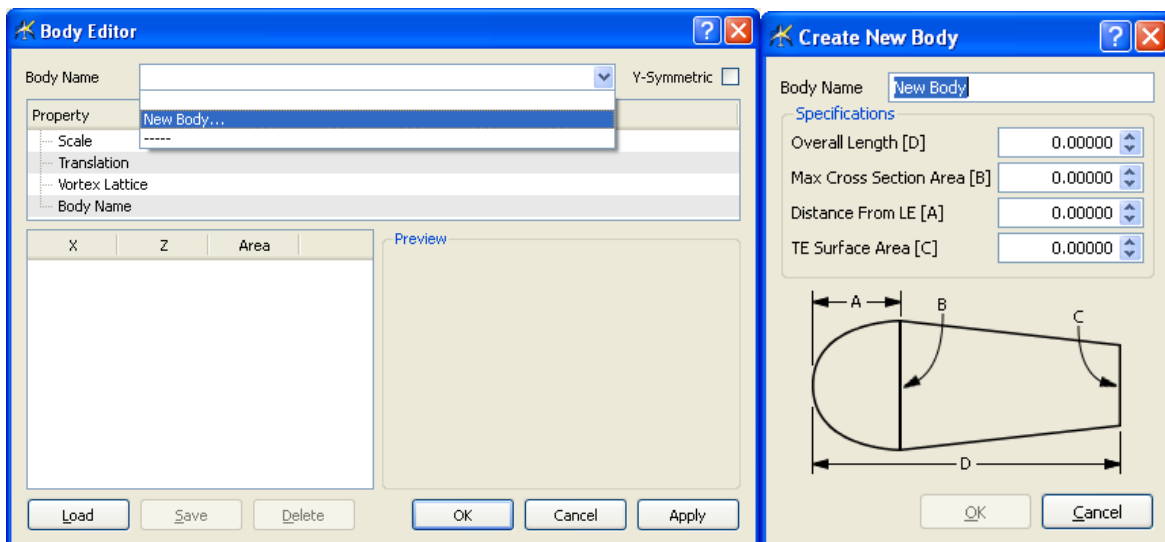 Body Editor
Body Name
Y-Symmetric
Property
New Body...
-----
Scale
Translation
Vortex Lattice
Body Name
X Z Area
Preview
Load Save Delete OK Cancel Apply
Create New Body
Body Name New Body
Specifications
Overall Length [D] 0.00000
Max Cross Section Area [B] 0.00000
Distance From LE [A] 0.00000
TE Surface Area [C] 0.00000
A B C
D
OK Cancel